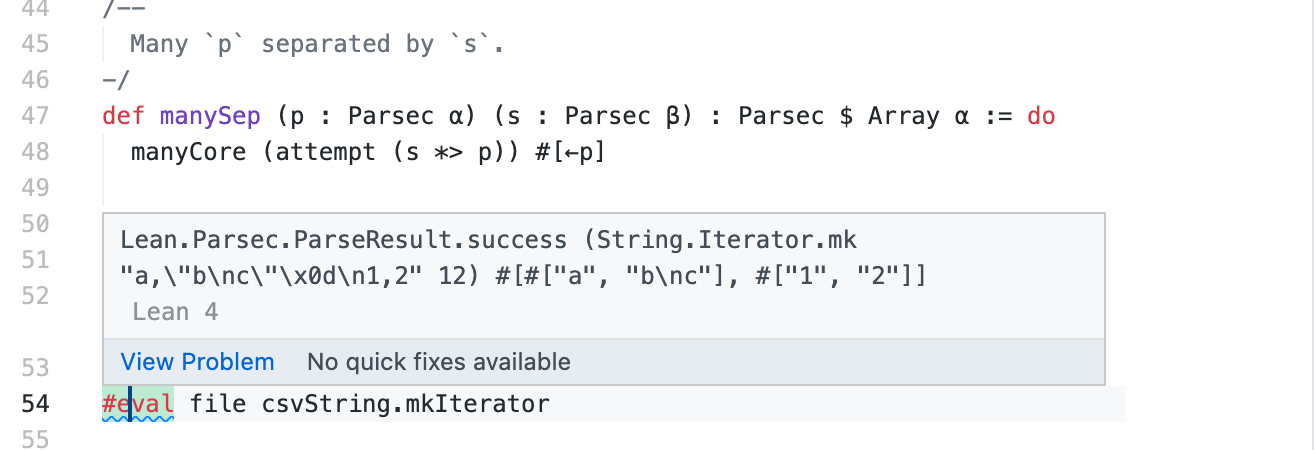 44 /--
45 Many `p` separated by `s`.
46 -/
47 def manySep (p : Parsec α) (s : Parsec β) : Parsec $ Array α := do
48 manyCore (attempt (s *> p)) #[←p]
49
50
Lean.Parsec.ParseResult.success (String.Iterator.mk
51
"a,\"b\nc\"\x0d\n1,2" 12) #[#["a", "b\nc"], #["1", "2"]]
52
Lean 4
53
View Problem No quick fixes available
54 #eval file csvString.mkIterator
55